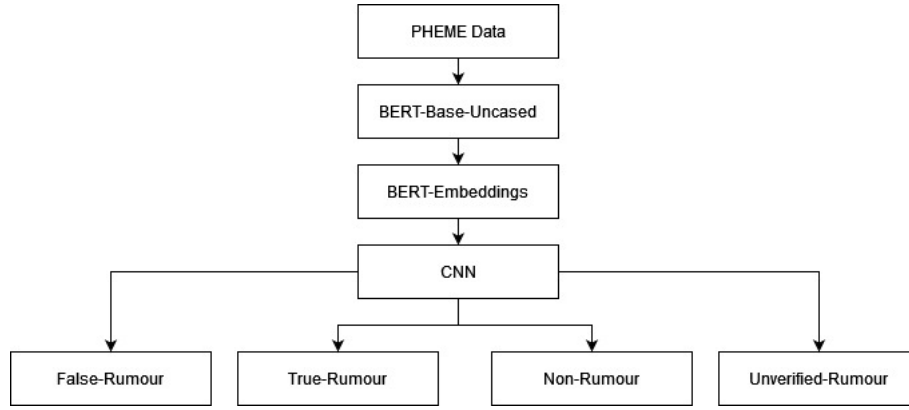 PHEME Data
BERT-Base-Uncased
BERT-Embeddings
CNN
False-Rumour
True-Rumour
Non-Rumour
Unverified-Rumour